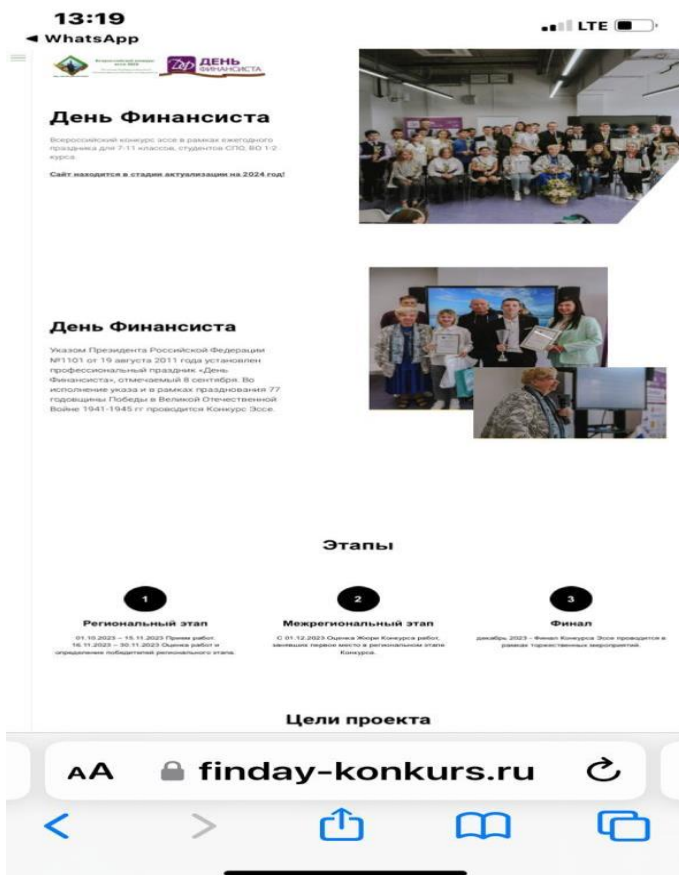 13:19
LTE
WhatsApp
ДЕНЬ
ФИНАНСИСТА
День Финансиста
Всероссийский конкурс эссе в рамках ежегодного
праздника для 7-11 классов, студентов СПО, ВО 1-2
курса.
Сайт находится в стадии актуализации на 2024 год!
День Финансиста
Указом Президента Российской Федерации
№1101 от 19 августа 2011 года установлен
профессиональный праздник «День
Финансиста», отмечаемый 8 сентября. Во
исполнение указа и в рамках празднования 77
годовщины Победы в Великой Отечественной
Войне 1941-1945 гг проводится Конкурс Эссе.
Этапы
1
Региональный этап
01.10.2023 – 15.11.2023 Прием работ.
16.11.2023 – 30.11.2023 Оценка работ и
определение победителей регионального этапа.
2
Межрегиональный этап
С 01.12.2023 Оценка Жюри Конкурса работ,
занявших первое место в региональном этапе
Конкурса.
3
Финал
декабрь 2023 - Финал Конкурса Эссе проводится в
рамках торжественных мероприятий.
Цели проекта
AA finday-konkurs.ru